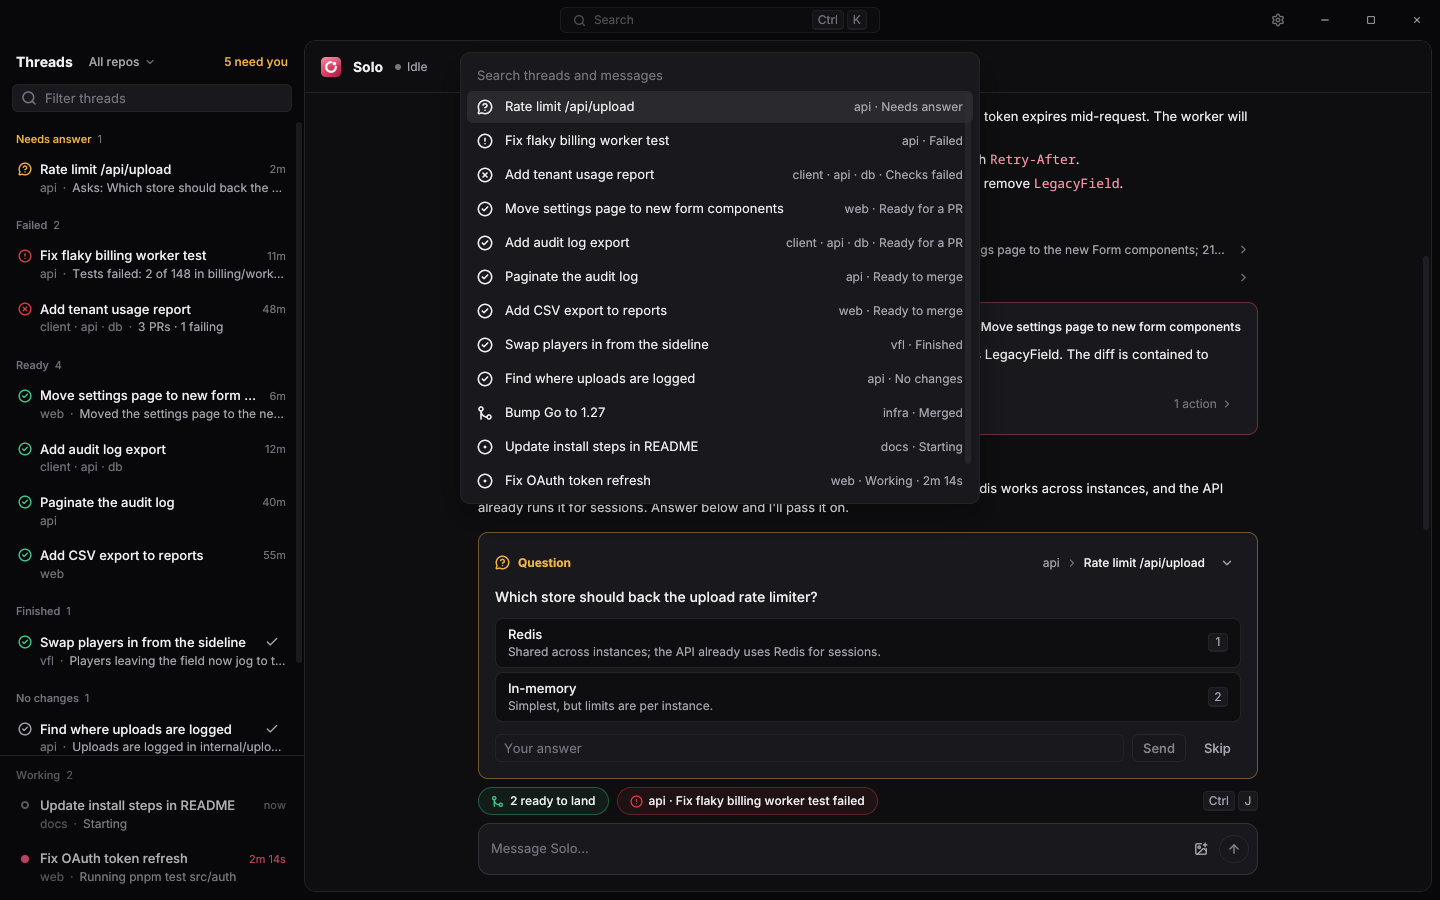 Search
Ctrl K
Threads
All repos
5 need you
Filter threads
Needs answer 1
Rate limit /api/upload 2m
api · Asks: Which store should back the ...
Failed 2
Fix flaky billing worker test 11m
api · Tests failed: 2 of 148 in billing/work...
Add tenant usage report 48m
client · api · db · 3 PRs · 1 failing
Ready 4
Move settings page to new form ... 6m
web · Moved the settings page to the ne...
Add audit log export 12m
client · api · db
Paginate the audit log 40m
api
Add CSV export to reports 55m
web
Finished 1
Swap players in from the sideline
vfl · Players leaving the field now jog to t...
No changes 1
Find where uploads are logged
api · Uploads are logged in internal/uplo...
Working 2
Update install steps in README now
docs · Starting
Fix OAuth token refresh 2m 14s
web · Running pnpm test src/auth
Solo
Idle
Search threads and messages
Rate limit /api/upload api · Needs answer
Fix flaky billing worker test api · Failed
Add tenant usage report client · api · db · Checks failed
Move settings page to new form components web · Ready for a PR
Add audit log export client · api · db · Ready for a PR
Paginate the audit log api · Ready to merge
Add CSV export to reports web · Ready to merge
Swap players in from the sideline vfl · Finished
Find where uploads are logged api · No changes
Bump Go to 1.27 infra · Merged
Update install steps in README docs · Starting
Fix OAuth token refresh web · Working · 2m 14s
token expires mid-request. The worker will
Retry-After.
remove LegacyField.
gs page to the new Form components; 21...
Move settings page to new form components
LegacyField. The diff is contained to
1 action
dis works across instances, and the API
already runs it for sessions. Answer below and I'll pass it on.
Question
api > Rate limit /api/upload
Which store should back the upload rate limiter?
Redis
Shared across instances; the API already uses Redis for sessions.
1
In-memory
Simplest, but limits are per instance.
2
Your answer
Send
Skip
2 ready to land
api · Fix flaky billing worker test failed
Ctrl J
Message Solo...